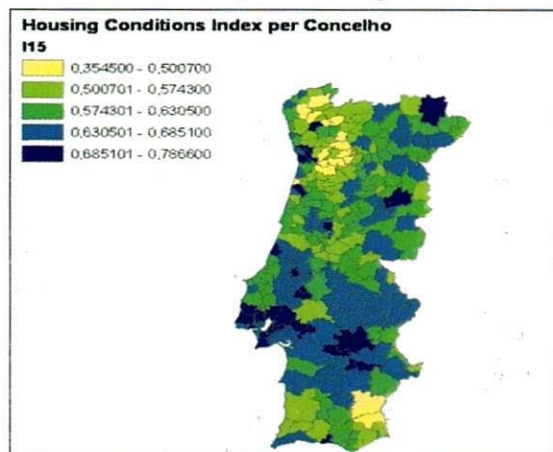 Housing Conditions Index per Concelho
I15
0,354500 - 0,500700
0,500701 - 0,574300
0,574301 - 0,630500
0,630501 - 0,685100
0,685101 - 0,786600